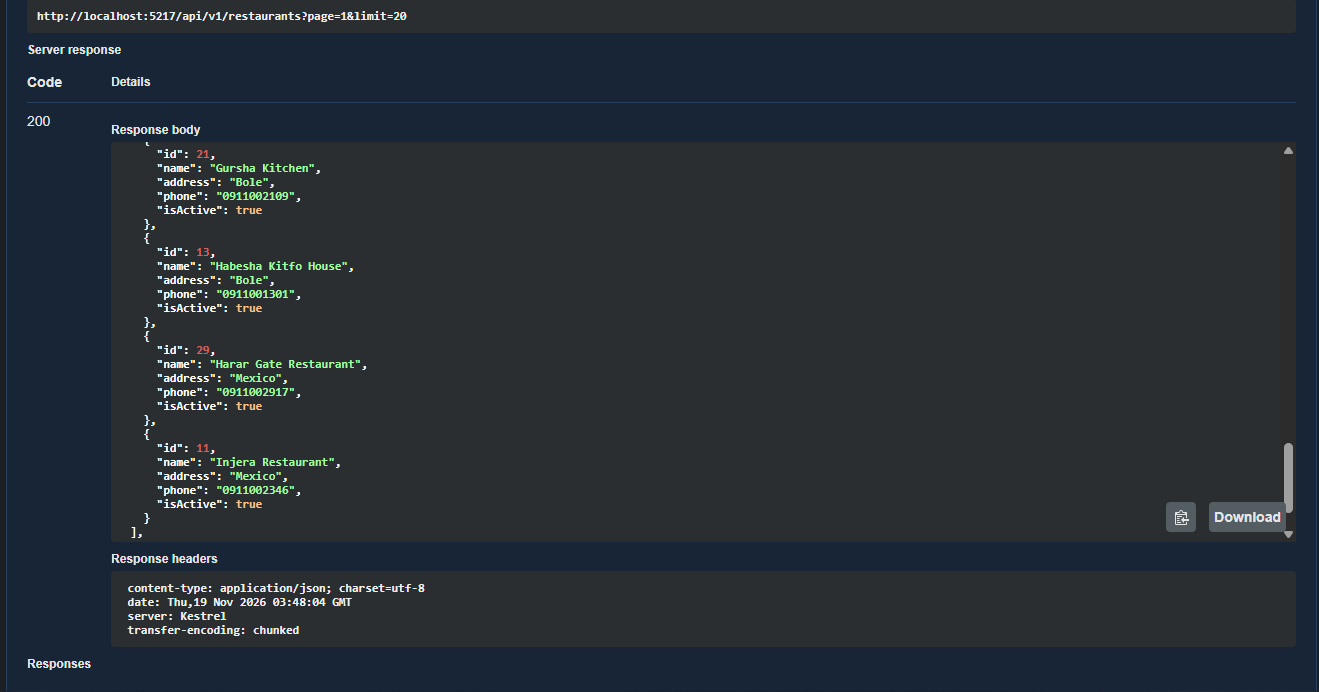 http://localhost:5217/api/v1/restaurants?page=1&limit=20
Server response
Code Details
200
Response body
{
"id": 21,
"name": "Gursha Kitchen",
"address": "Bole",
"phone": "0911002109",
"isActive": true
},
{
"id": 13,
"name": "Habesha Kitfo House",
"address": "Bole",
"phone": "0911001301",
"isActive": true
},
{
"id": 29,
"name": "Harar Gate Restaurant",
"address": "Mexico",
"phone": "0911002917",
"isActive": true
},
{
"id": 11,
"name": "Injera Restaurant",
"address": "Mexico",
"phone": "0911002346",
"isActive": true
}
],
Download
Response headers
content-type: application/json; charset=utf-8
date: Thu,19 Nov 2026 03:48:04 GMT
server: Kestrel
transfer-encoding: chunked
Responses